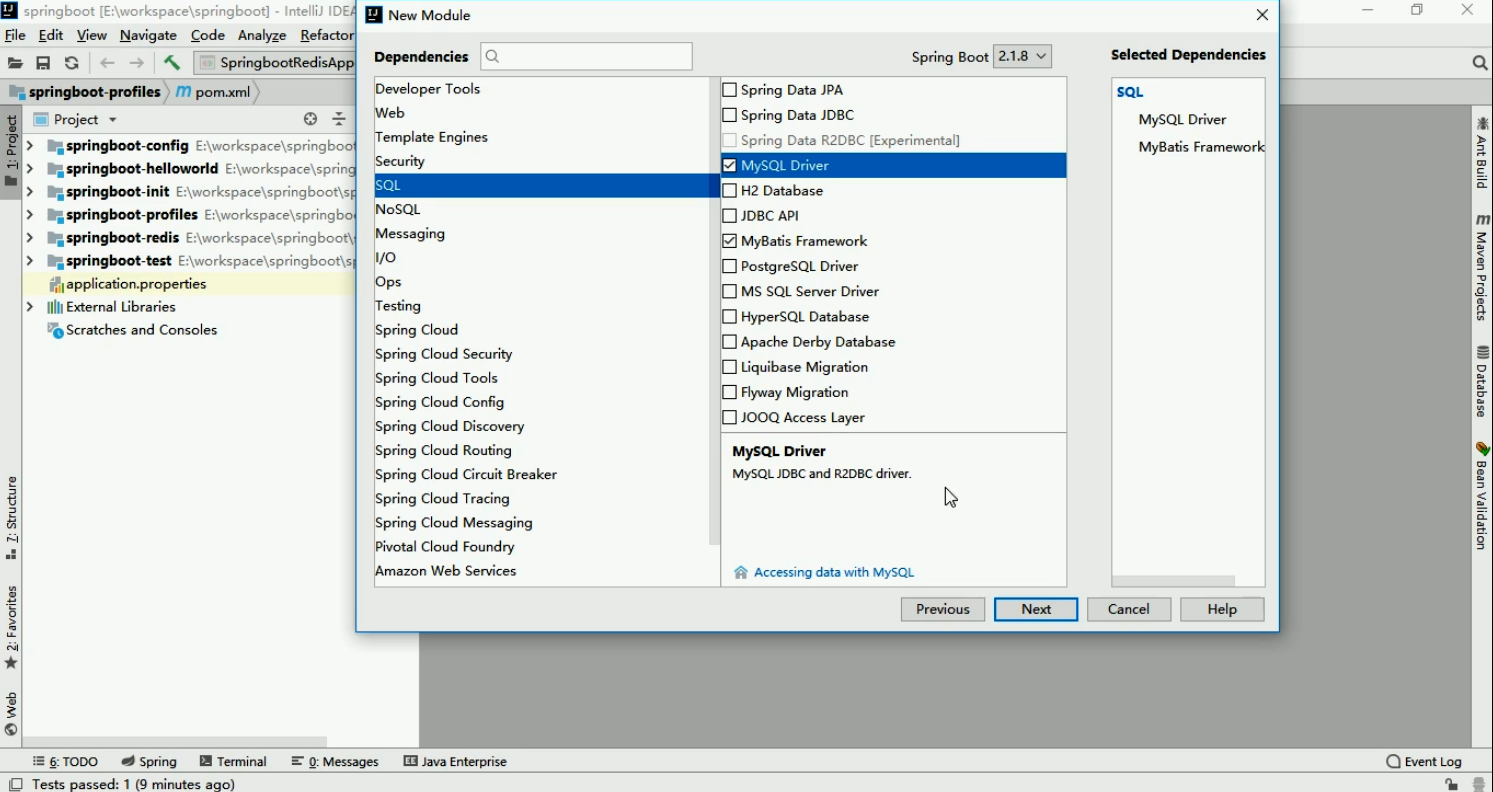 springboot [E:\workspace\springboot] - IntelliJ IDEA
New Module
File Edit View Navigate Code Analyze Refactor
SpringbootRedisApp
springboot-profiles pom.xml
Project
springboot-config E:\workspace\springboot
springboot-helloworld E:\workspace\spring
springboot-init E:\workspace\springboot\sp
springboot-profiles E:\workspace\springbo
springboot-redis E:\workspace\springboot\
springboot-test E:\workspace\springboot\s
application.properties
External Libraries
Scratches and Consoles
1: Project
7: Structure
2: Favorites
Web
Dependencies
Spring Boot 2.1.8
Developer Tools
Web
Template Engines
Security
SQL
NoSQL
Messaging
I/O
Ops
Testing
Spring Cloud
Spring Cloud Security
Spring Cloud Tools
Spring Cloud Config
Spring Cloud Discovery
Spring Cloud Routing
Spring Cloud Circuit Breaker
Spring Cloud Tracing
Spring Cloud Messaging
Pivotal Cloud Foundry
Amazon Web Services
Spring Data JPA
Spring Data JDBC
Spring Data R2DBC [Experimental]
MySQL Driver
H2 Database
JDBC API
MyBatis Framework
PostgreSQL Driver
MS SQL Server Driver
HyperSQL Database
Apache Derby Database
Liquibase Migration
Flyway Migration
JOOQ Access Layer
MySQL Driver
MySQL JDBC and R2DBC driver.
Accessing data with MySQL
Selected Dependencies
SQL
MySQL Driver
MyBatis Framework
Previous Next Cancel Help
Ant Build
Maven Projects
Database
Bean Validation
6: TODO Spring Terminal 0: Messages Java Enterprise Event Log
Tests passed: 1 (9 minutes ago)